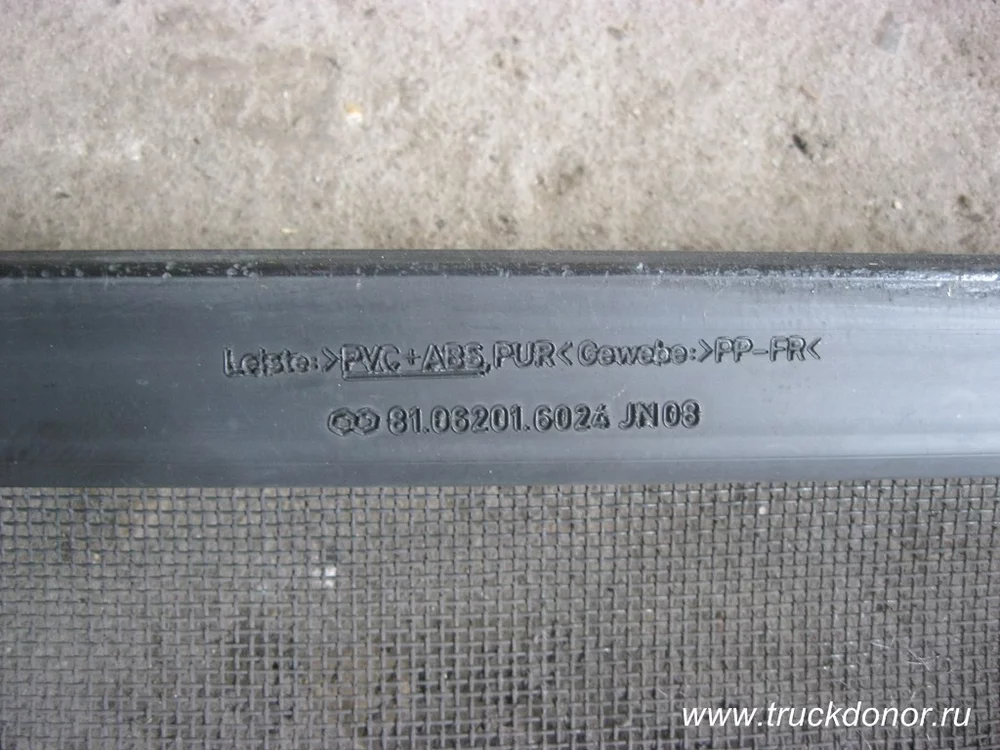 Leiste:>PVC+ABS,PUR< Gewebe:>PP-FR<
81.06201.6024 JN08
www.truckdonor.ru